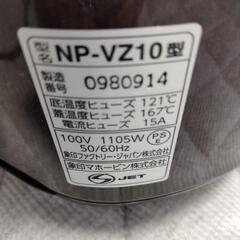 型名 NP-VZ10型
製造番号 0980914
底温度ヒューズ 121℃
蓋温度ヒューズ 167℃
電流ヒューズ 15A
100V 1105W PSE
50/60Hz
象印ファクトリー・ジャパン株式会社
象印マホービン株式会社
JET